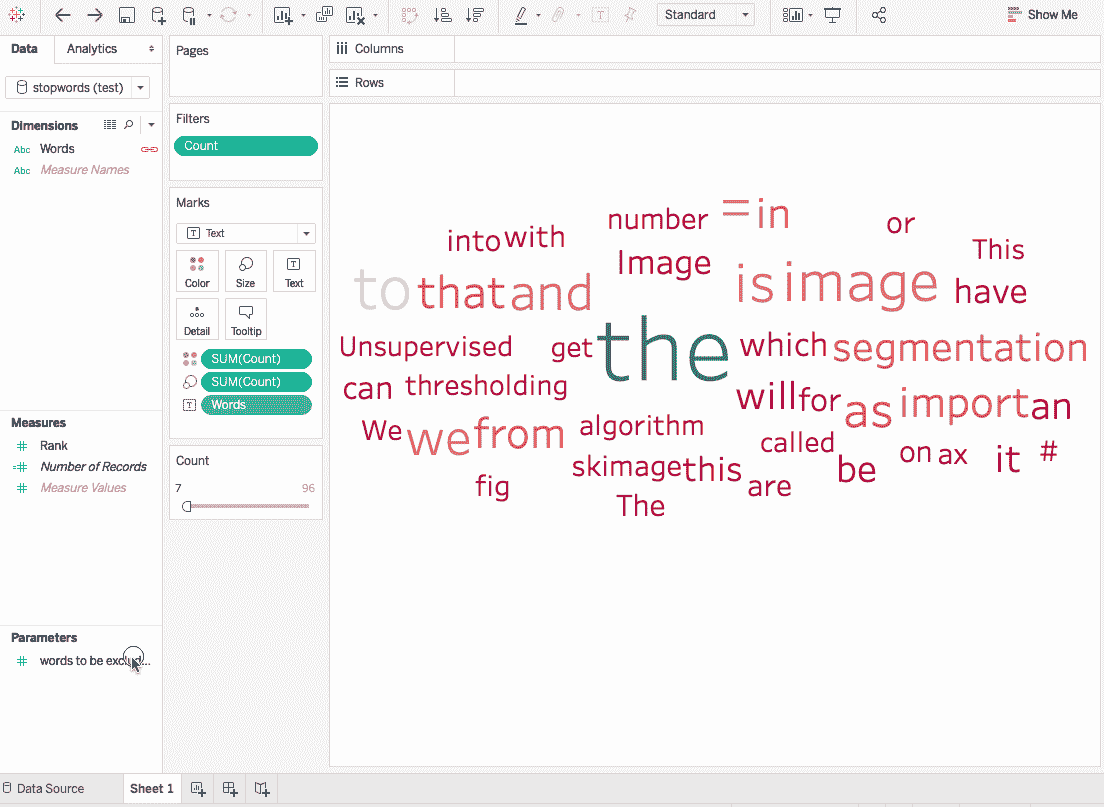 Standard
Show Me
Data
Analytics
Pages
Columns
stopwords (test)
Rows
Dimensions
Filters
Abc Words
Count
Abc Measure Names
Marks
Text
Color
Size
Text
Detail
Tooltip
SUM(Count)
SUM(Count)
Words
Measures
Rank
Number of Records
Measure Values
Count
7 96
Parameters
words to be
number = in or
into with
Image This
to that and is image have
Unsupervised get the which segmentation
can thresholding will for as import an
We we from algorithm called on ax it #
skimage this be
fig are
The
Data Source
Sheet 1